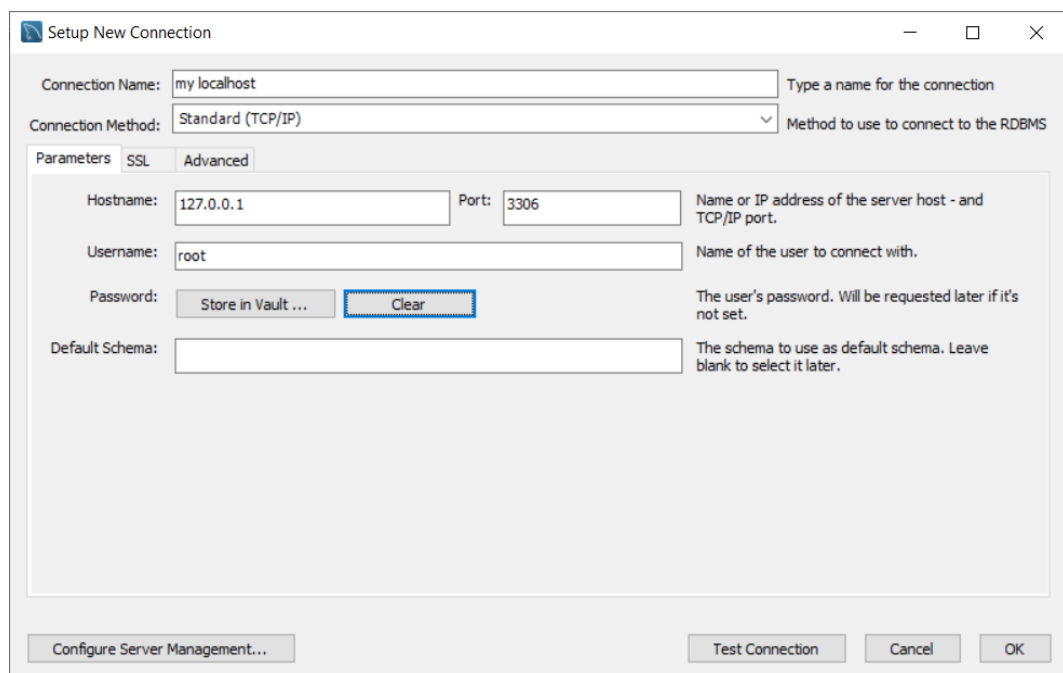 Setup New Connection
Connection Name: my localhost Type a name for the connection
Connection Method: Standard (TCP/IP) Method to use to connect to the RDBMS
Parameters SSL Advanced
Hostname: 127.0.0.1 Port: 3306 Name or IP address of the server host - and
TCP/IP port.
Username: root Name of the user to connect with.
Password: Store in Vault ... Clear The user's password. Will be requested later if it's
not set.
Default Schema: The schema to use as default schema. Leave
blank to select it later.
Configure Server Management... Test Connection Cancel OK